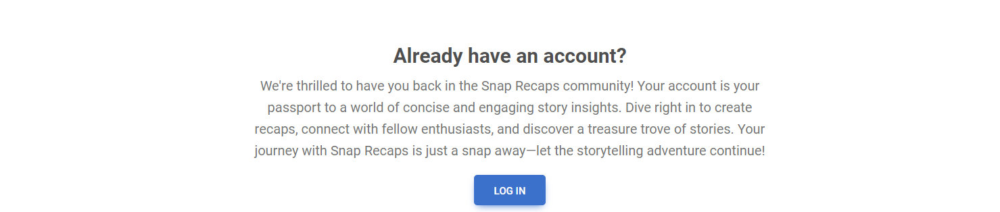 Already have an account?
We're thrilled to have you back in the Snap Recaps community! Your account is your
passport to a world of concise and engaging story insights. Dive right in to create
recaps, connect with fellow enthusiasts, and discover a treasure trove of stories. Your
journey with Snap Recaps is just a snap away—let the storytelling adventure continue!
LOG IN